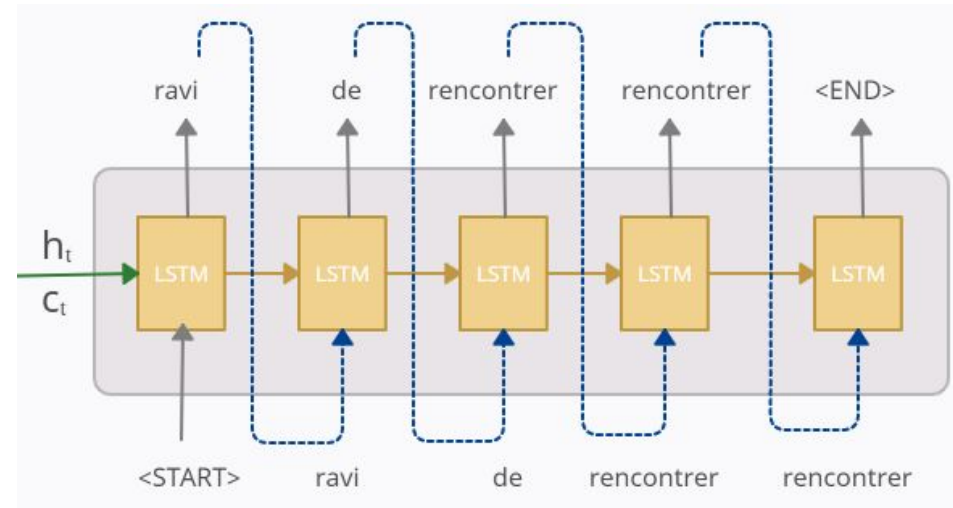 ravi de rencontrer rencontrer <END>
hₜ
LSTM LSTM LSTM LSTM LSTM
cₜ
<START> ravi de rencontrer rencontrer